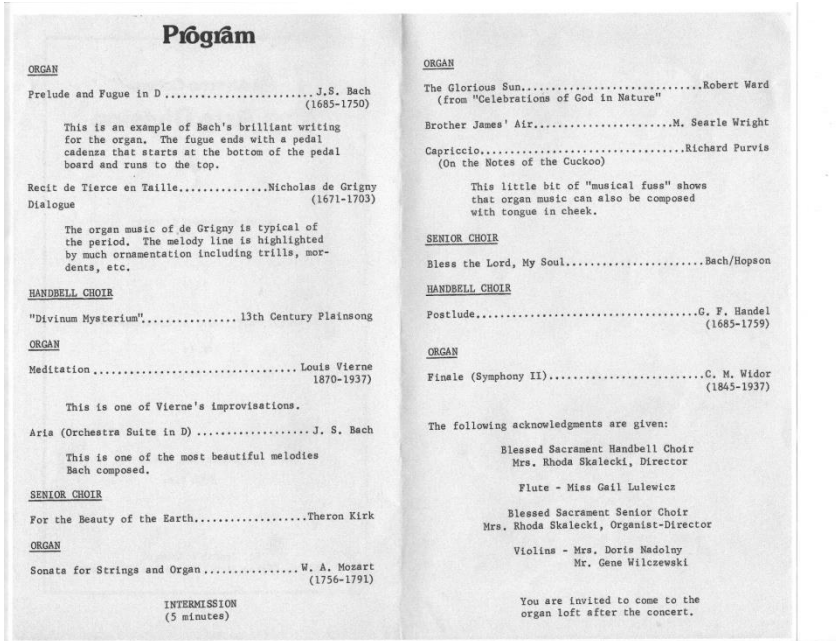 Program
ORGAN
Prelude and Fugue in D ........................J.S. Bach
(1685-1750)
This is an example of Bach's brilliant writing
for the organ. The fugue ends with a pedal
cadenza that starts at the bottom of the pedal
board and runs to the top.
Recit de Tierce en Taille..............Nicholas de Grigny
Dialogue (1671-1703)
The organ music of de Grigny is typical of
the period. The melody line is highlighted
by much ornamentation including trills, mor-
dents, etc.
HANDBELL CHOIR
"Divinum Mysterium"................ 13th Century Plainsong
ORGAN
Meditation ................................ Louis Vierne
1870-1937)
This is one of Vierne's improvisations.
Aria (Orchestra Suite in D) .................. J. S. Bach
This is one of the most beautiful melodies
Bach composed.
SENIOR CHOIR
For the Beauty of the Earth..................Theron Kirk
ORGAN
Sonata for Strings and Organ ............... W. A. Mozart
(1756-1791)
INTERMISSION
(5 minutes)
ORGAN
The Glorious Sun.............................Robert Ward
(from "Celebrations of God in Nature"
Brother James' Air......................M. Searle Wright
Capriccio.................................Richard Purvis
(On the Notes of the Cuckoo)
This little bit of "musical fuss" shows
that organ music can also be composed
with tongue in cheek.
SENIOR CHOIR
Bless the Lord, My Soul.......................Bach/Hopson
HANDBELL CHOIR
Postlude....................................G. F. Handel
(1685-1759)
ORGAN
Finale (Symphony II).........................C. M. Widor
(1845-1937)
The following acknowledgments are given:
Blessed Sacrament Handbell Choir
Mrs. Rhoda Skalecki, Director
Flute - Miss Gail Lulewicz
Blessed Sacrament Senior Choir
Mrs. Rhoda Skalecki, Organist-Director
Violins - Mrs. Doris Nadolny
Mr. Gene Wilczewski
You are invited to come to the
organ loft after the concert.